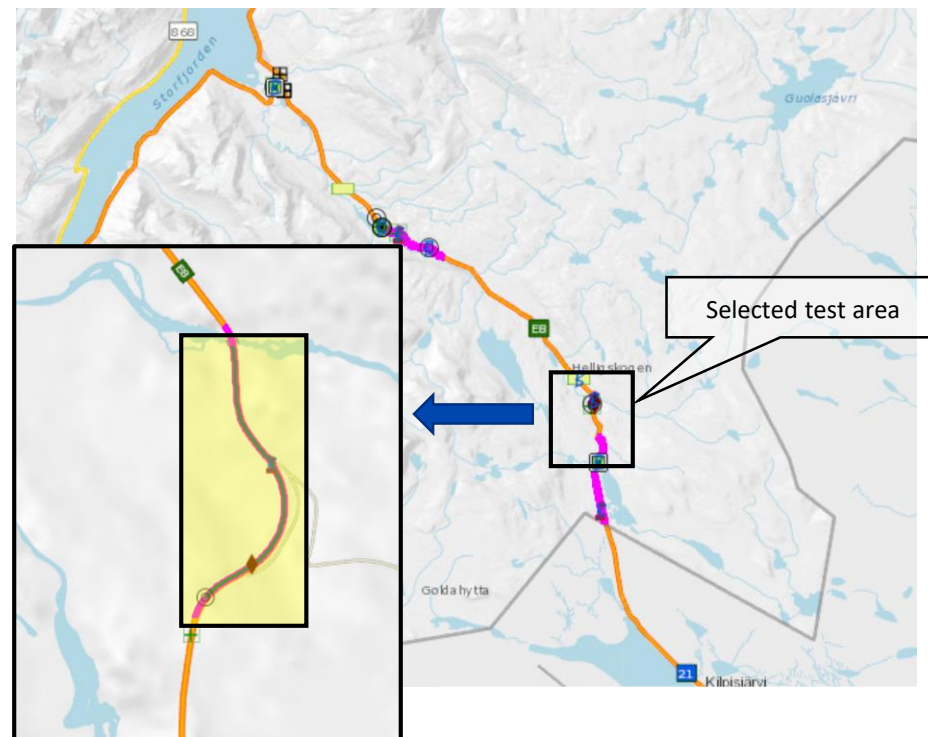 868
Storfjorden
Guolasjávri
Selected test area
E8
E8
Helligskogen
Goldahytta
21
Kilpisjärvi